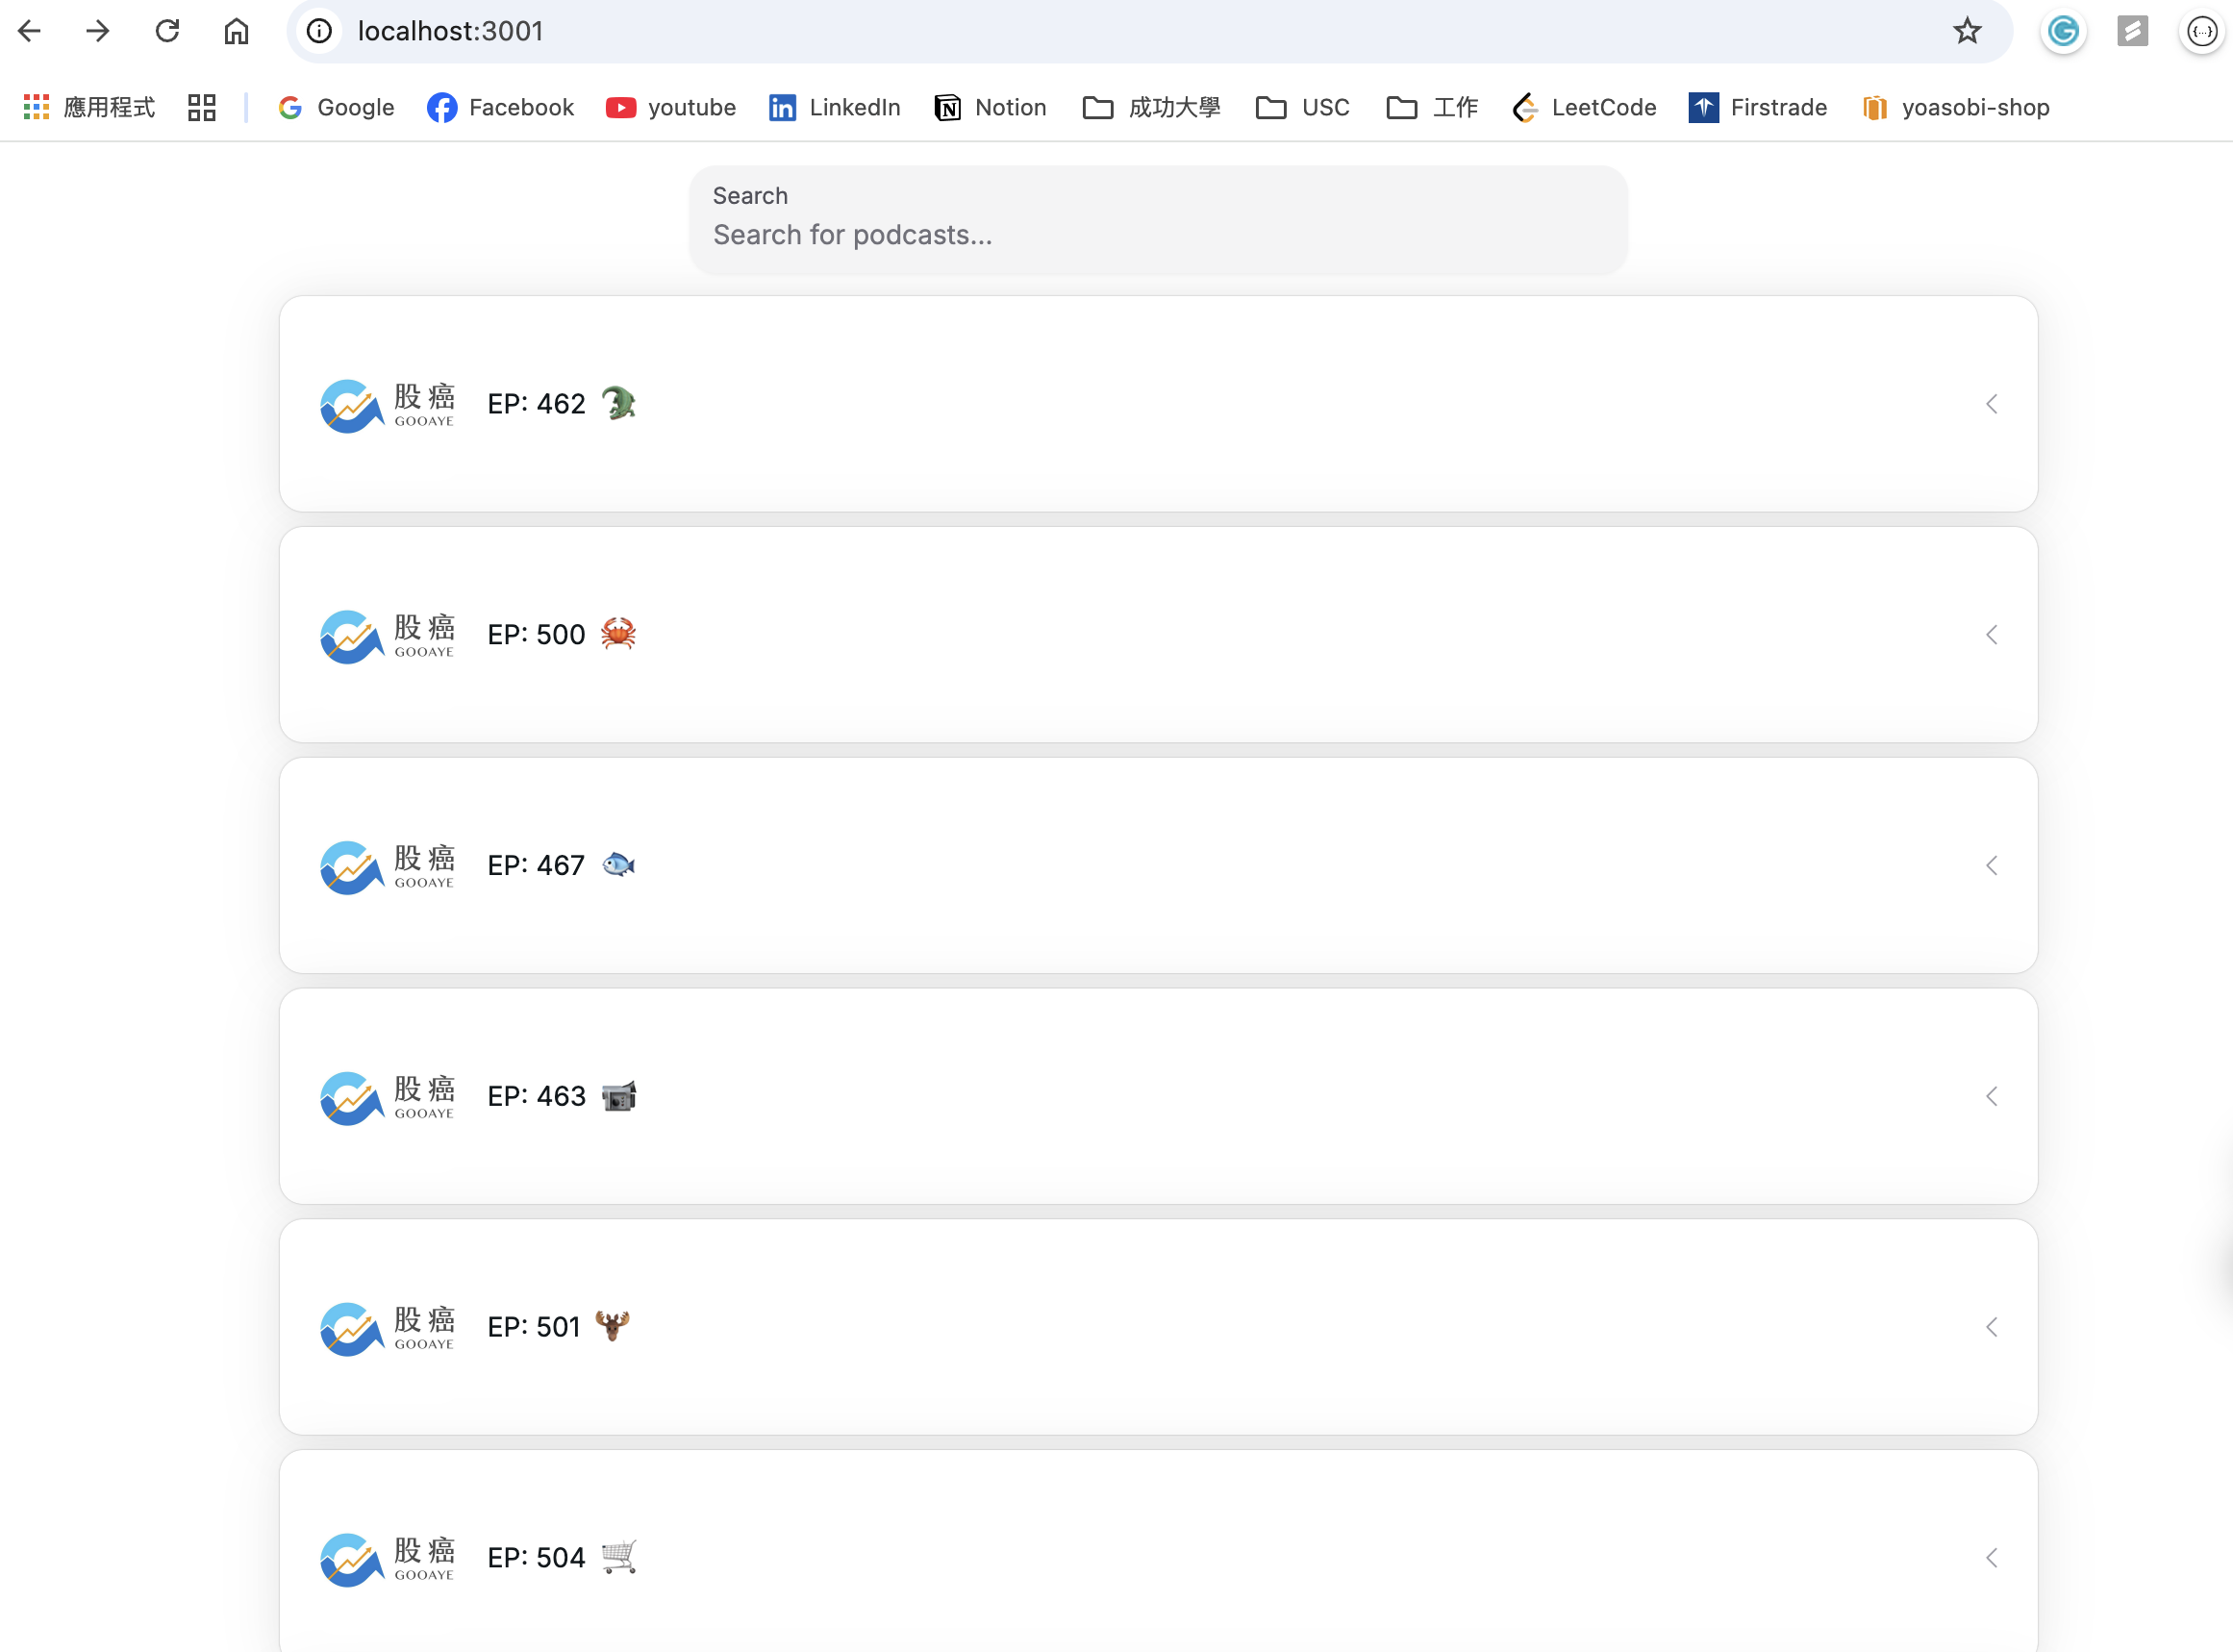 localhost:3001
應用程式 Google Facebook youtube LinkedIn Notion 成功大學 USC 工作 LeetCode Firstrade yoasobi-shop
Search
Search for podcasts...
股癌
GOOAYE
EP: 462 🐊
股癌
GOOAYE
EP: 500 🦀
股癌
GOOAYE
EP: 467 🐟
股癌
GOOAYE
EP: 463 📹
股癌
GOOAYE
EP: 501 🫎
股癌
GOOAYE
EP: 504 🛒